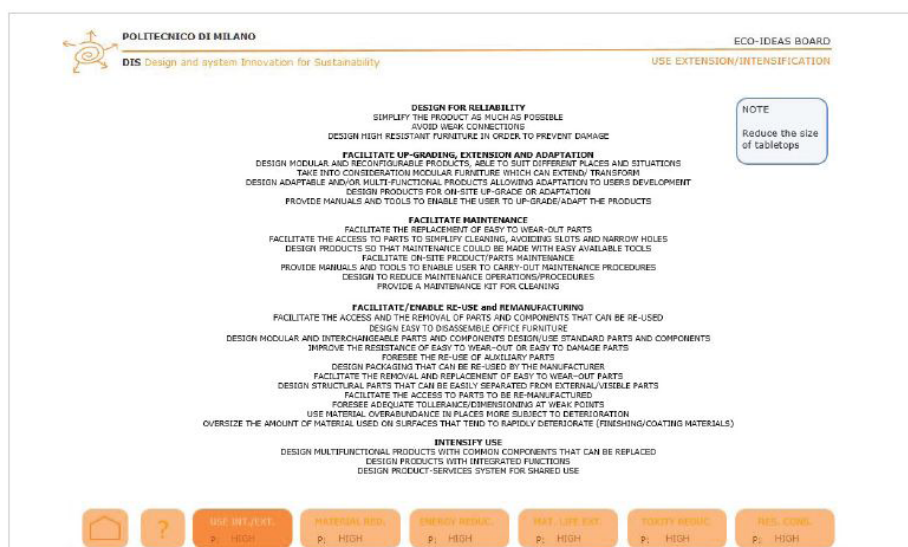 POLITECNICO DI MILANO
ECO-IDEAS BOARD
DIS Design and system Innovation for Sustainability
USE EXTENSION/INTENSIFICATION
NOTE
Reduce the size
of tabletops
DESIGN FOR RELIABILITY
SIMPLIFY THE PRODUCT AS MUCH AS POSSIBLE
AVOID WEAK CONNECTIONS
DESIGN HIGH RESISTANT FURNITURE IN ORDER TO PREVENT DAMAGE
FACILITATE UP-GRADING, EXTENSION AND ADAPTATION
DESIGN MODULAR AND RECONFIGURABLE PRODUCTS, ABLE TO SUIT DIFFERENT PLACES AND SITUATIONS
TAKE INTO CONSIDERATION MODULAR FURNITURE WHICH CAN EXTEND/ TRANSFORM
DESIGN ADAPTABLE AND/OR MULTI-FUNCTIONAL PRODUCTS ALLOWING ADAPTATION TO USERS DEVELOPMENT
DESIGN PRODUCTS FOR ON-SITE UP-GRADE OR ADAPTATION
PROVIDE MANUALS AND TOOLS TO ENABLE THE USER TO UP-GRADE/ADAPT THE PRODUCTS
FACILITATE MAINTENANCE
FACILITATE THE REPLACEMENT OF EASY TO WEAR-OUT PARTS
FACILITATE THE ACCESS TO PARTS TO SIMPLIFY CLEANING, AVOIDING SLOTS AND NARROW HOLES
DESIGN PRODUCTS SO THAT MAINTENANCE COULD BE MADE WITH EASY AVAILABLE TOOLS
FACILITATE ON-SITE PRODUCT/PARTS MAINTENANCE
PROVIDE MANUALS AND TOOLS TO ENABLE USER TO CARRY-OUT MAINTENANCE PROCEDURES
DESIGN TO REDUCE MAINTENANCE OPERATIONS/PROCEDURES
PROVIDE A MAINTENANCE KIT FOR CLEANING
FACILITATE/ENABLE RE-USE and REMANUFACTURING
FACILITATE THE ACCESS AND THE REMOVAL OF PARTS AND COMPONENTS THAT CAN BE RE-USED
DESIGN EASY TO DISASSEMBLE OFFICE FURNITURE
DESIGN MODULAR AND INTERCHANGEABLE PARTS AND COMPONENTS DESIGN/USE STANDARD PARTS AND COMPONENTS
IMPROVE THE RESISTANCE OF EASY TO WEAR-OUT OR EASY TO DAMAGE PARTS
FORESEE THE RE-USE OF AUXILIARY PARTS
DESIGN PACKAGING THAT CAN BE RE-USED BY THE MANUFACTURER
FACILITATE THE REMOVAL AND REPLACEMENT OF EASY TO WEAR-OUT PARTS
DESIGN STRUCTURAL PARTS THAT CAN BE EASILY SEPARATED FROM EXTERNAL/VISIBLE PARTS
FACILITATE THE ACCESS TO PARTS TO BE RE-MANUFACTURED
FORESEE ADEQUATE TOLLERANCE/DIMENSIONING AT WEAK POINTS
USE MATERIAL OVERABUNDANCE IN PLACES MORE SUBJECT TO DETERIORATION
OVERSIZE THE AMOUNT OF MATERIAL USED ON SURFACES THAT TEND TO RAPIDLY DETERIORATE (FINISHING/COATING MATERIALS)
INTENSIFY USE
DESIGN MULTIFUNCTIONAL PRODUCTS WITH COMMON COMPONENTS THAT CAN BE REPLACED
DESIGN PRODUCTS WITH INTEGRATED FUNCTIONS
DESIGN PRODUCT-SERVICES SYSTEM FOR SHARED USE
?
USE INT./EXT. MATERIAL RED. ENERGY REDUC. MAT. LIFE EXT. TOXITY REDUC. RES. CONS.
P: HIGH P: HIGH P: HIGH P: HIGH P: HIGH P: HIGH